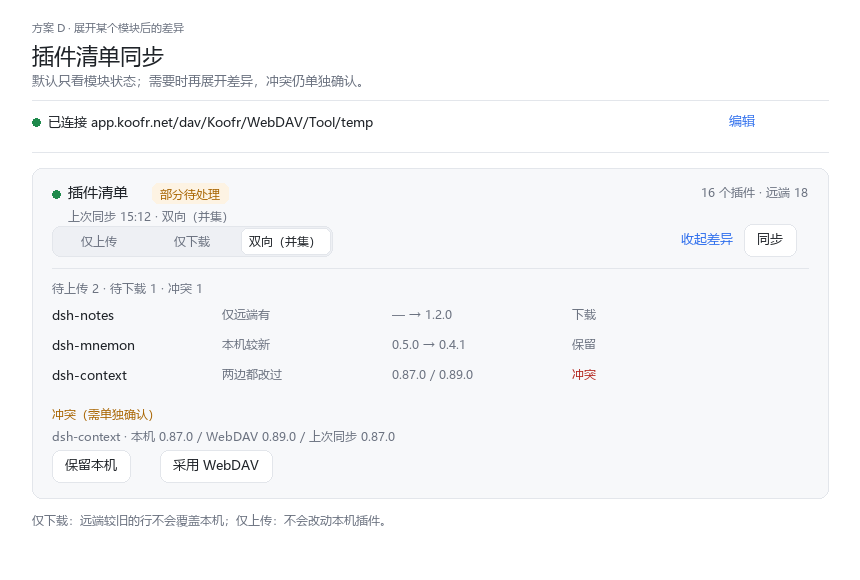 方案 D · 展开某个模块后的差异
插件清单同步
默认只看模块状态；需要时再展开差异，冲突仍单独确认。
已连接 app.koofr.net/dav/Koofr/WebDAV/Tool/temp 编辑
插件清单 部分待处理 16 个插件 · 远端 18
上次同步 15:12 · 双向（并集）
仅上传 仅下载 双向（并集） 收起差异 同步
待上传 2 · 待下载 1 · 冲突 1
dsh-notes 仅远端有 — → 1.2.0 下载
dsh-mnemon 本机较新 0.5.0 → 0.4.1 保留
dsh-context 两边都改过 0.87.0 / 0.89.0 冲突
冲突（需单独确认）
dsh-context · 本机 0.87.0 / WebDAV 0.89.0 / 上次同步 0.87.0
保留本机 采用 WebDAV
仅下载：远端较旧的行不会覆盖本机；仅上传：不会改动本机插件。